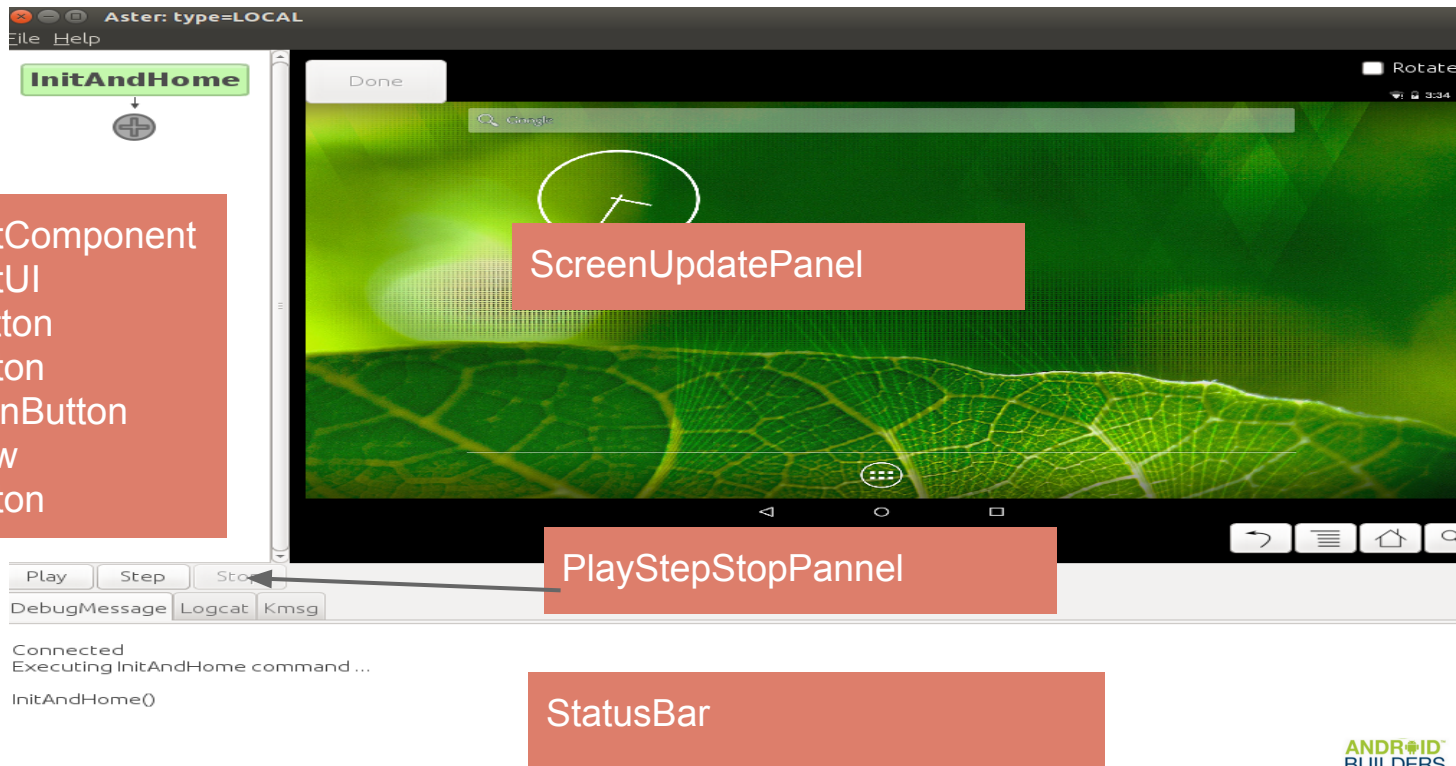 Aster: type=LOCAL
File Help
InitAndHome
Done
Rotate
3:34
Google
tComponent
tUI
tton
ton
nButton
w
ton
ScreenUpdatePanel
PlayStepStopPannel
Play Step Stop
DebugMessage Logcat Kmsg
Connected
Executing InitAndHome command ...
InitAndHome()
StatusBar
ANDROID
BUILDERS